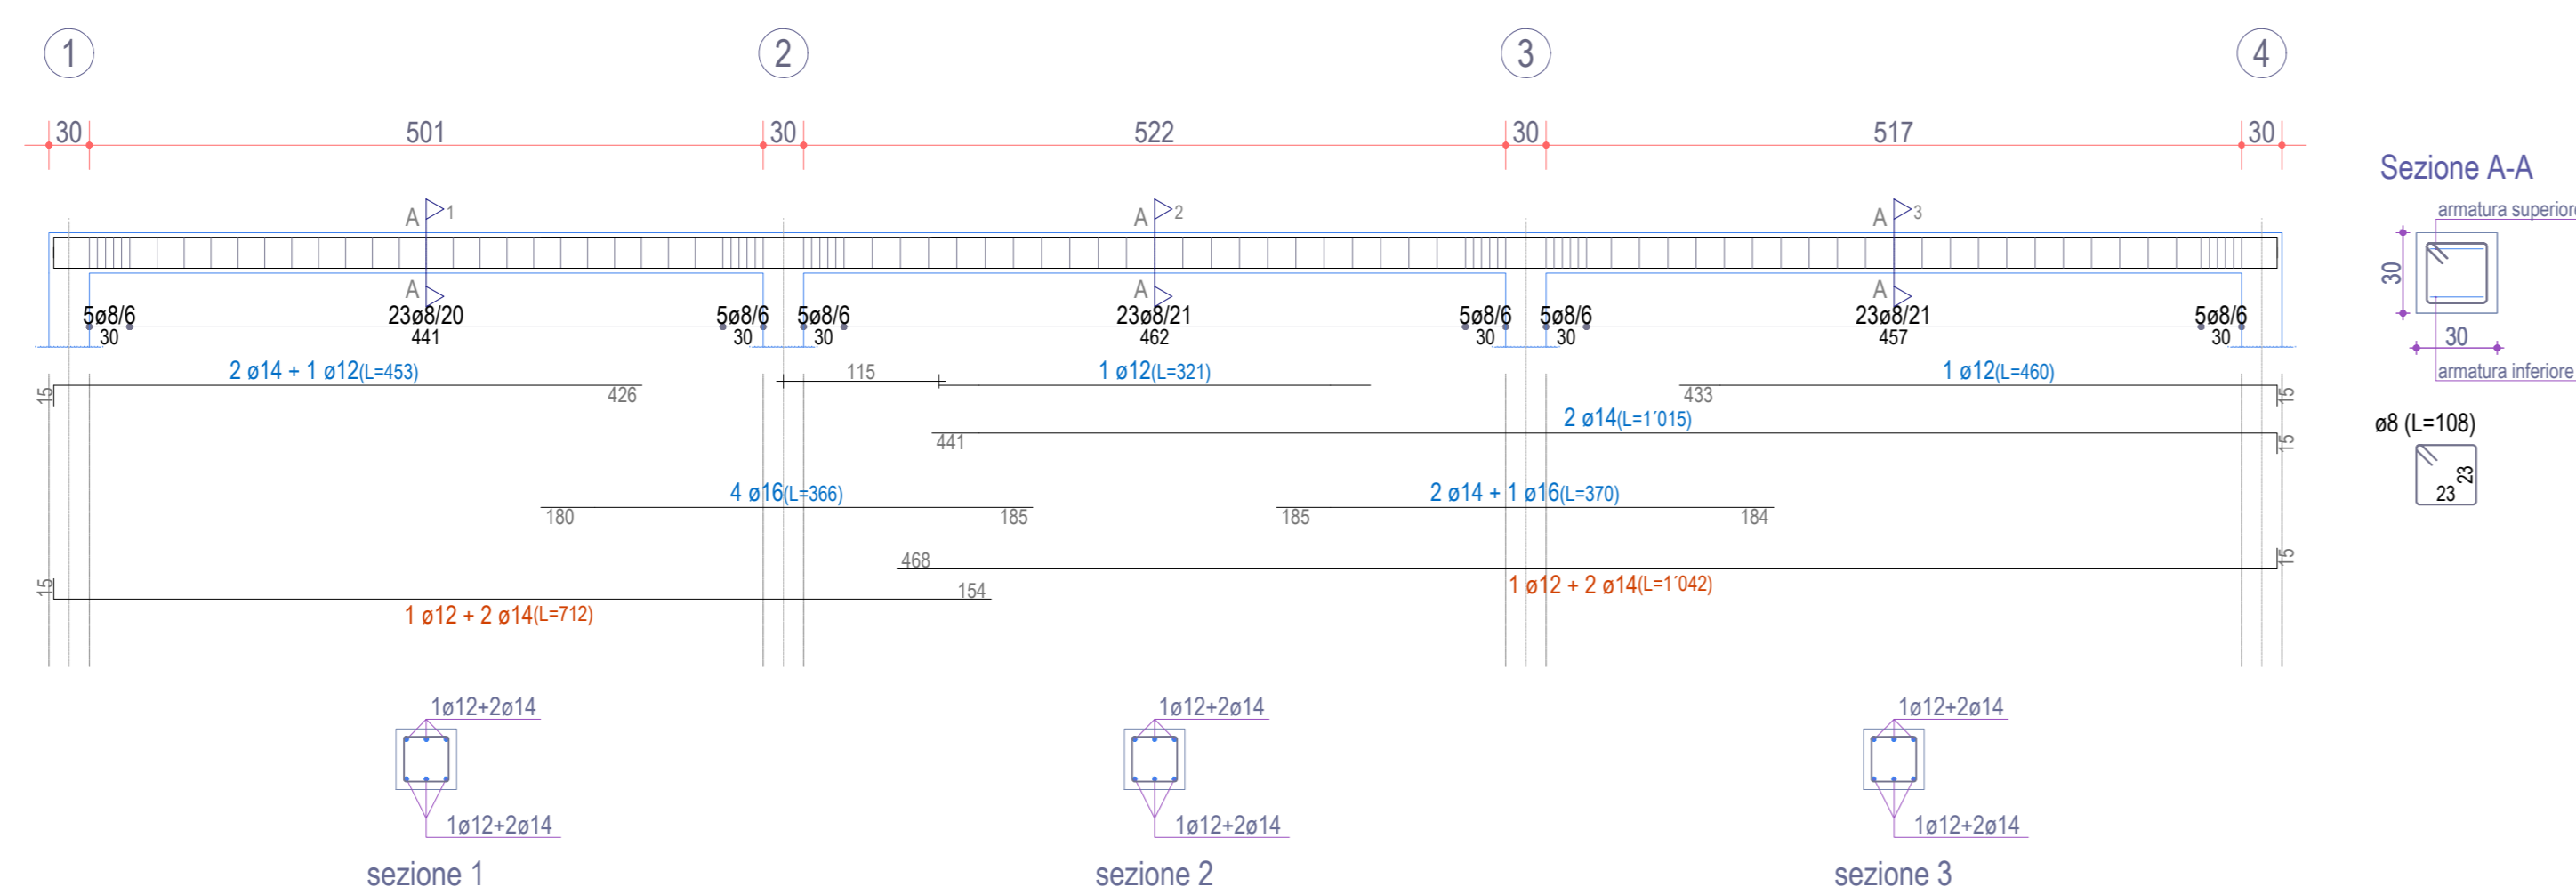 1 2 3 4
30 501 30 522 30 517 30
Sezione A-A
armatura superiore
A 1 A 2 A 3
30
A A A
5ø8/6 23ø8/20 5ø8/6 5ø8/6 23ø8/21 5ø8/6 5ø8/6 23ø8/21 5ø8/6
30 441 30 30 462 30 30 457 30
30
armatura inferiore
2 ø14 + 1 ø12(L=453) 115 1 ø12(L=321) 1 ø12(L=460)
15 426 433 15
2 ø14(L=1´015)
441 15
ø8 (L=108)
23
23
4 ø16(L=366) 2 ø14 + 1 ø16(L=370)
180 185 185 184
468 15
1 ø12 + 2 ø14(L=1´042)
15 154
1 ø12 + 2 ø14(L=712)
1ø12+2ø14 1ø12+2ø14 1ø12+2ø14
1ø12+2ø14 1ø12+2ø14 1ø12+2ø14
sezione 1 sezione 2 sezione 3